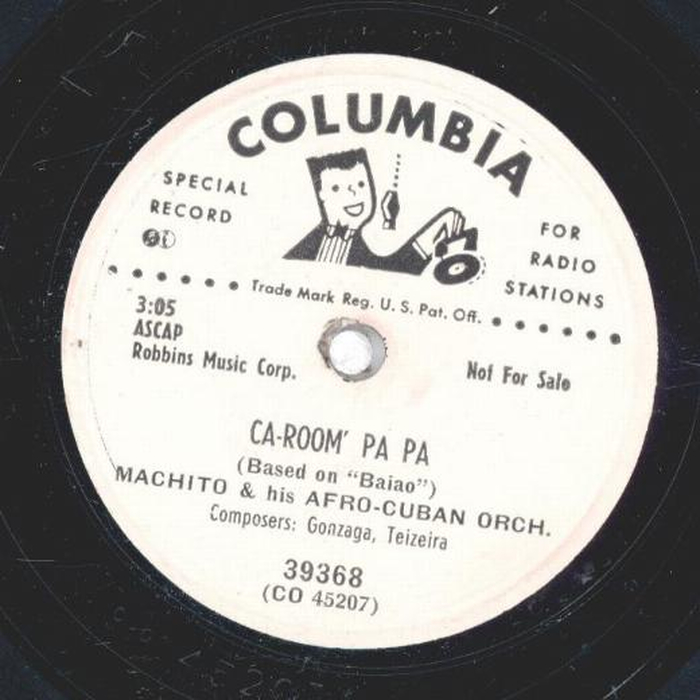 COLUMBIA
SPECIAL
RECORD
FOR
RADIO
STATIONS
Trade Mark Reg. U. S. Pat. Off.
3:05
ASCAP
Robbins Music Corp.
Not For Sale
CA-ROOM' PA PA
(Based on “Baiao”)
MACHITO & his AFRO-CUBAN ORCH.
Composers: Gonzaga, Teizeira
39368
(CO 45207)